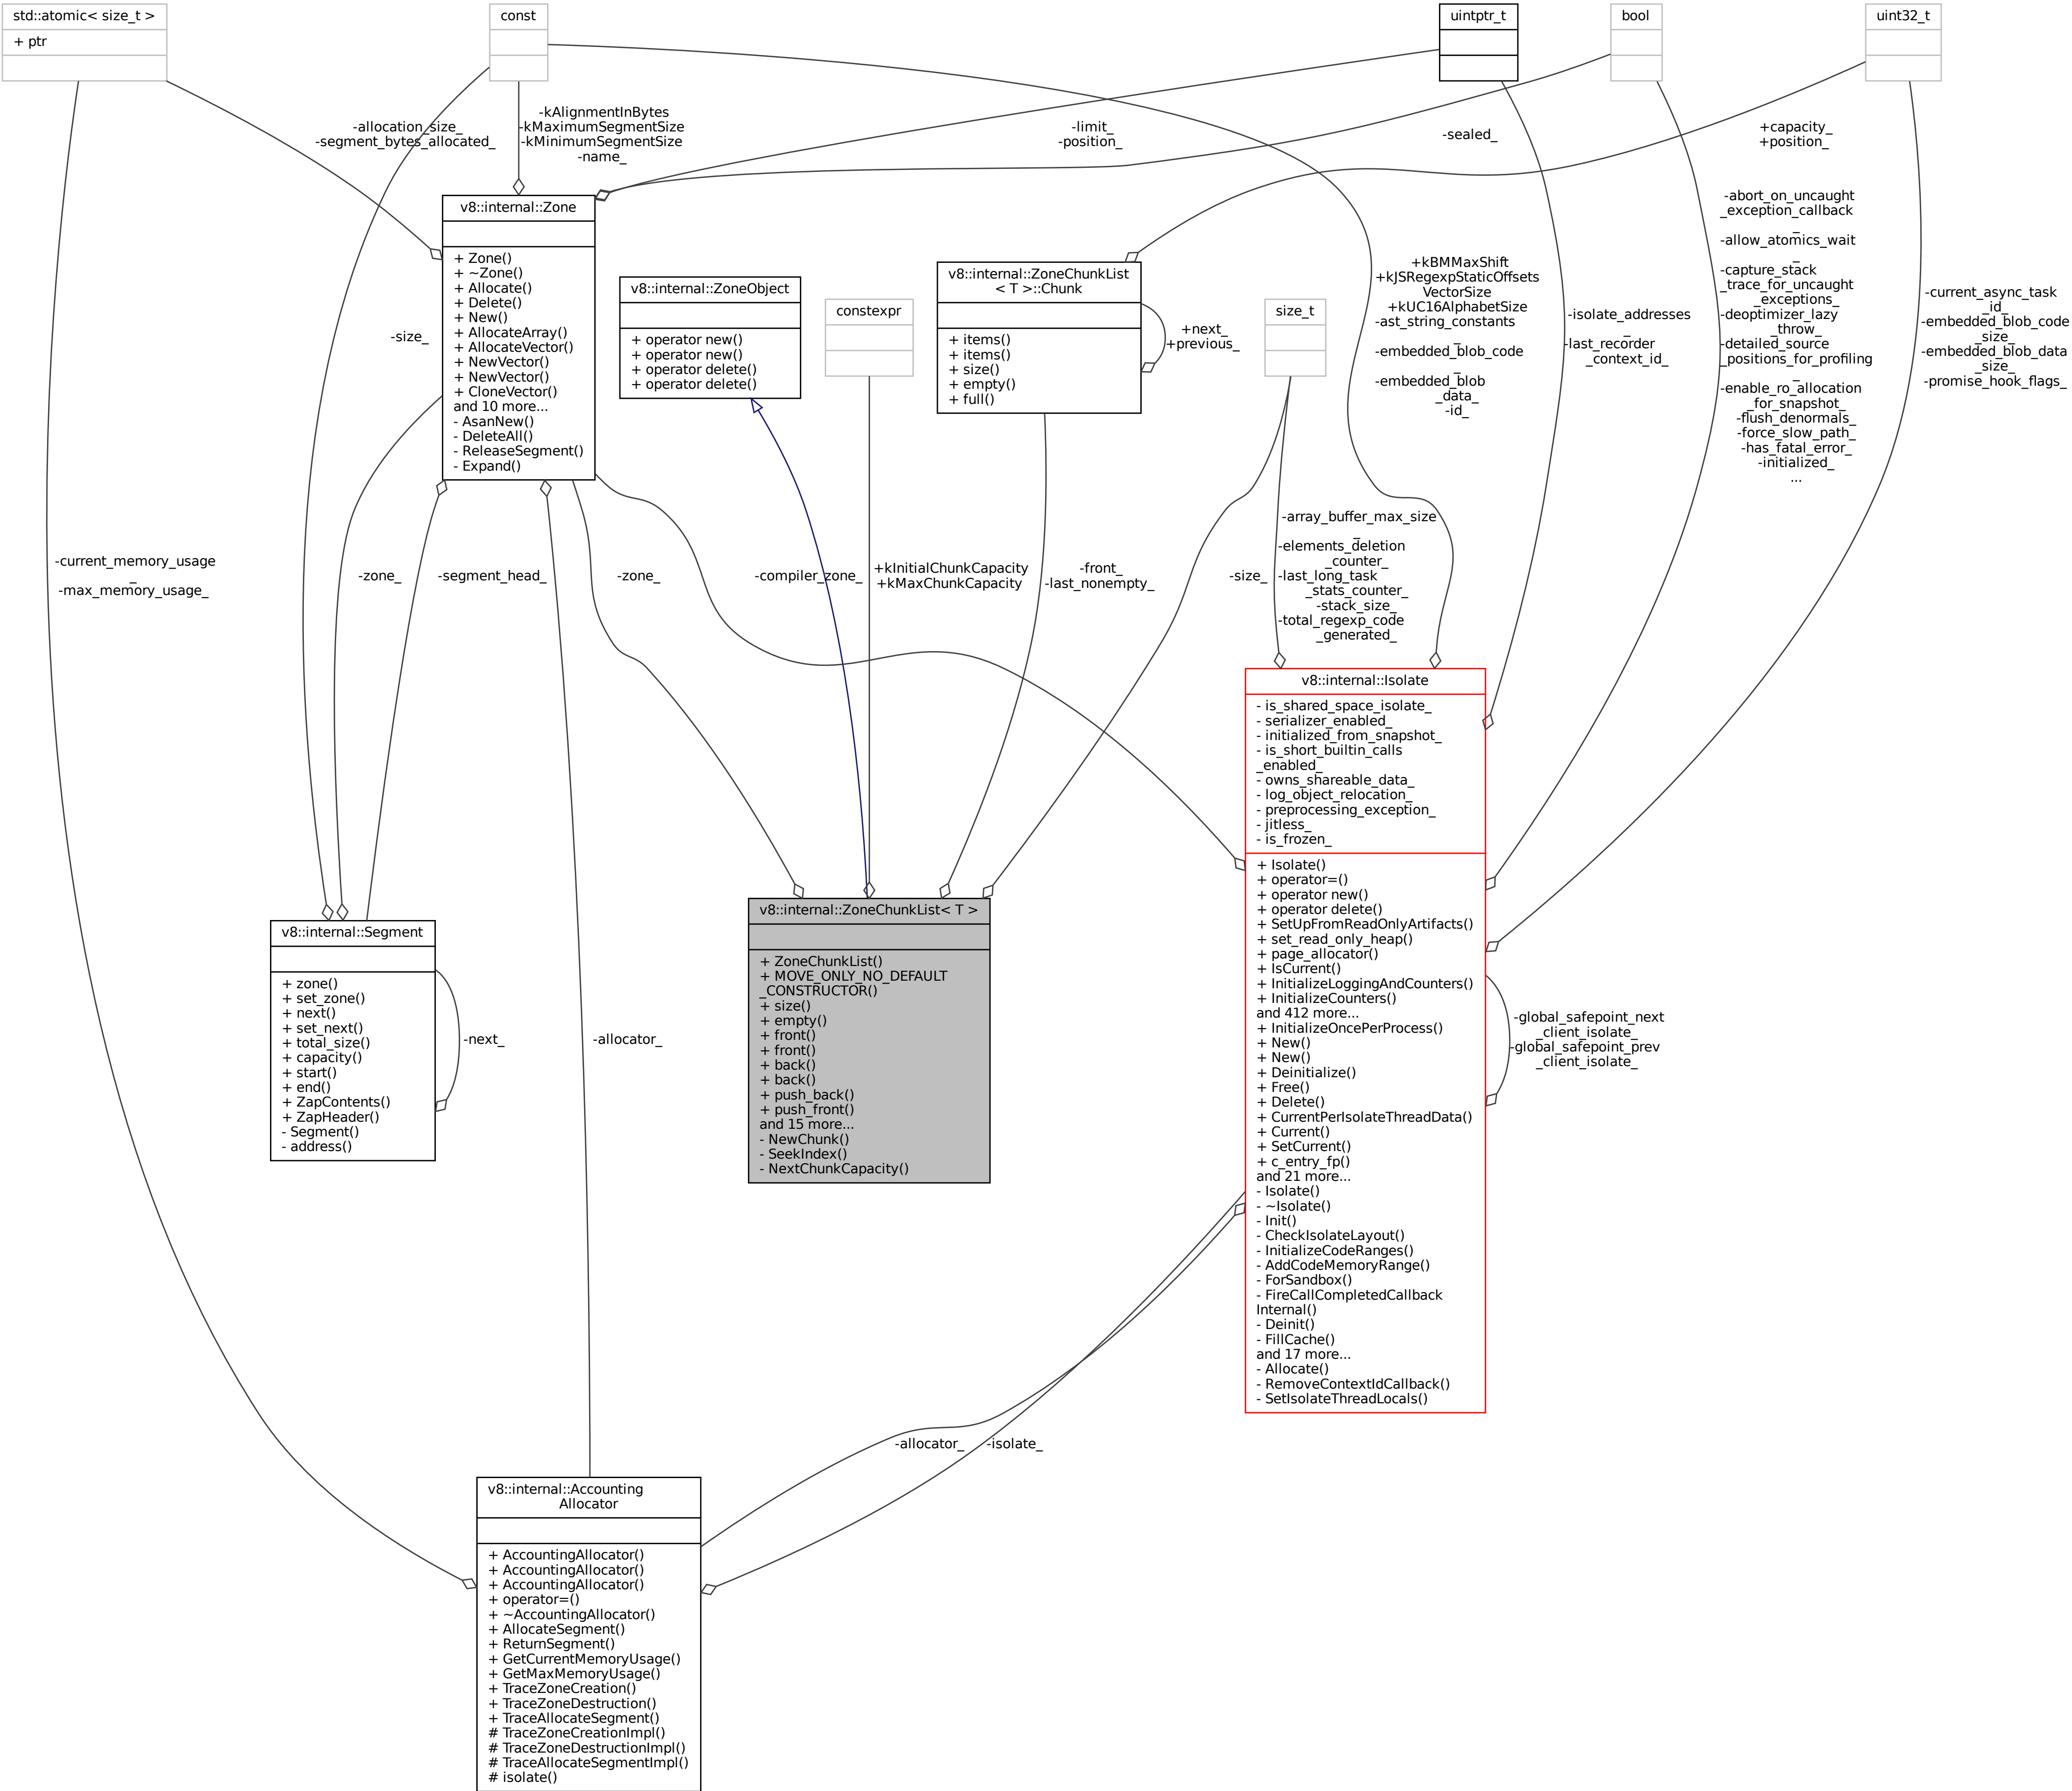 std::atomic< size_t >
+ ptr
const
uintptr_t
bool
uint32_t
-allocation_size_
-segment_bytes_allocated_
-kAlignmentInBytes
-kMaximumSegmentSize
-kMinimumSegmentSize
-name_
-limit_
-position_
-sealed_
+capacity_
+position_
v8::internal::Zone
+ Zone()
+ ~Zone()
+ Allocate()
+ Delete()
+ New()
+ AllocateArray()
+ AllocateVector()
+ NewVector()
+ NewVector()
+ CloneVector()
and 10 more...
- AsanNew()
- DeleteAll()
- ReleaseSegment()
- Expand()
-size_
v8::internal::ZoneObject
+ operator new()
+ operator new()
+ operator delete()
+ operator delete()
constexpr
v8::internal::ZoneChunkList
< T >::Chunk
+ items()
+ items()
+ size()
+ empty()
+ full()
+next_
+previous_
size_t
+kBMMaxShift
+kJSRegexpStaticOffsets
VectorSize
+kUC16AlphabetSize
-ast_string_constants
_
-embedded_blob_code
_
-embedded_blob
_data_
-id_
-isolate_addresses
_
-last_recorder
_context_id_
-abort_on_uncaught
_exception_callback
_
-allow_atomics_wait
_
-capture_stack
_trace_for_uncaught
_exceptions_
-deoptimizer_lazy
_throw_
-detailed_source
_positions_for_profiling
_
-enable_ro_allocation
_for_snapshot_
-flush_denormals_
-force_slow_path_
-has_fatal_error_
-initialized_
...
-current_async_task
_id_
-embedded_blob_code
_size_
-embedded_blob_data
_size_
-promise_hook_flags_
-current_memory_usage
_
-max_memory_usage_
-zone_
-segment_head_
-zone_
-compiler_zone_
+kInitialChunkCapacity
+kMaxChunkCapacity
-front_
-last_nonempty_
-size_
-array_buffer_max_size
_
-elements_deletion
_counter_
-last_long_task
_stats_counter_
-stack_size_
-total_regexp_code
_generated_
v8::internal::Segment
+ zone()
+ set_zone()
+ next()
+ set_next()
+ total_size()
+ capacity()
+ start()
+ end()
+ ZapContents()
+ ZapHeader()
- Segment()
- address()
-next_
-allocator_
v8::internal::ZoneChunkList< T >
+ ZoneChunkList()
+ MOVE_ONLY_NO_DEFAULT
_CONSTRUCTOR()
+ size()
+ empty()
+ front()
+ front()
+ back()
+ back()
+ push_back()
+ push_front()
and 15 more...
- NewChunk()
- SeekIndex()
- NextChunkCapacity()
v8::internal::Isolate
- is_shared_space_isolate_
- serializer_enabled_
- initialized_from_snapshot_
- is_short_builtin_calls
_enabled_
- owns_shareable_data_
- log_object_relocation_
- preprocessing_exception_
- jitless_
- is_frozen_
+ Isolate()
+ operator=()
+ operator new()
+ operator delete()
+ SetUpFromReadOnlyArtifacts()
+ set_read_only_heap()
+ page_allocator()
+ IsCurrent()
+ InitializeLoggingAndCounters()
+ InitializeCounters()
and 412 more...
+ InitializeOncePerProcess()
+ New()
+ New()
+ Deinitialize()
+ Free()
+ Delete()
+ CurrentPerIsolateThreadData()
+ Current()
+ SetCurrent()
+ c_entry_fp()
and 21 more...
- Isolate()
- ~Isolate()
- Init()
- CheckIsolateLayout()
- InitializeCodeRanges()
- AddCodeMemoryRange()
- ForSandbox()
- FireCallCompletedCallback
Internal()
- Deinit()
- FillCache()
and 17 more...
- Allocate()
- RemoveContextIdCallback()
- SetIsolateThreadLocals()
-global_safepoint_next
_client_isolate_
-global_safepoint_prev
_client_isolate_
-allocator_
-isolate_
v8::internal::Accounting
Allocator
+ AccountingAllocator()
+ AccountingAllocator()
+ AccountingAllocator()
+ operator=()
+ ~AccountingAllocator()
+ AllocateSegment()
+ ReturnSegment()
+ GetCurrentMemoryUsage()
+ GetMaxMemoryUsage()
+ TraceZoneCreation()
+ TraceZoneDestruction()
+ TraceAllocateSegment()
# TraceZoneCreationImpl()
# TraceZoneDestructionImpl()
# TraceAllocateSegmentImpl()
# isolate()